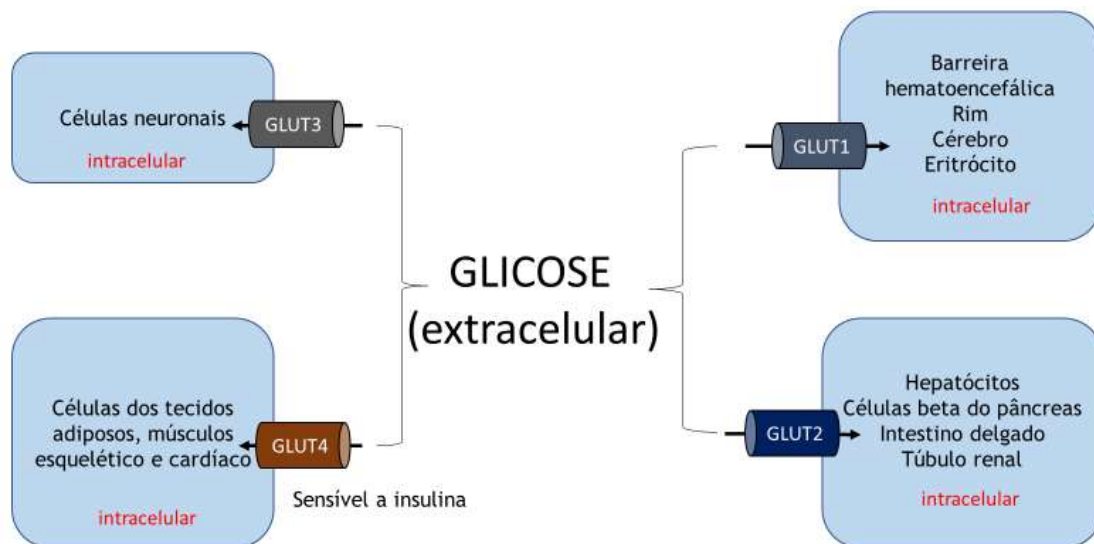 Células neuronais
GLUT3
intracelular
GLUT1
Barreira
hematoencefálica
Rim
Cérebro
Eritrócito
intracelular
GLICOSE
(extracelular)
Células dos tecidos
adiposos, músculos
esquelético e cardíaco
GLUT4
Sensível a insulina
intracelular
GLUT2
Hepatócitos
Células beta do pâncreas
Intestino delgado
Túbulo renal
intracelular